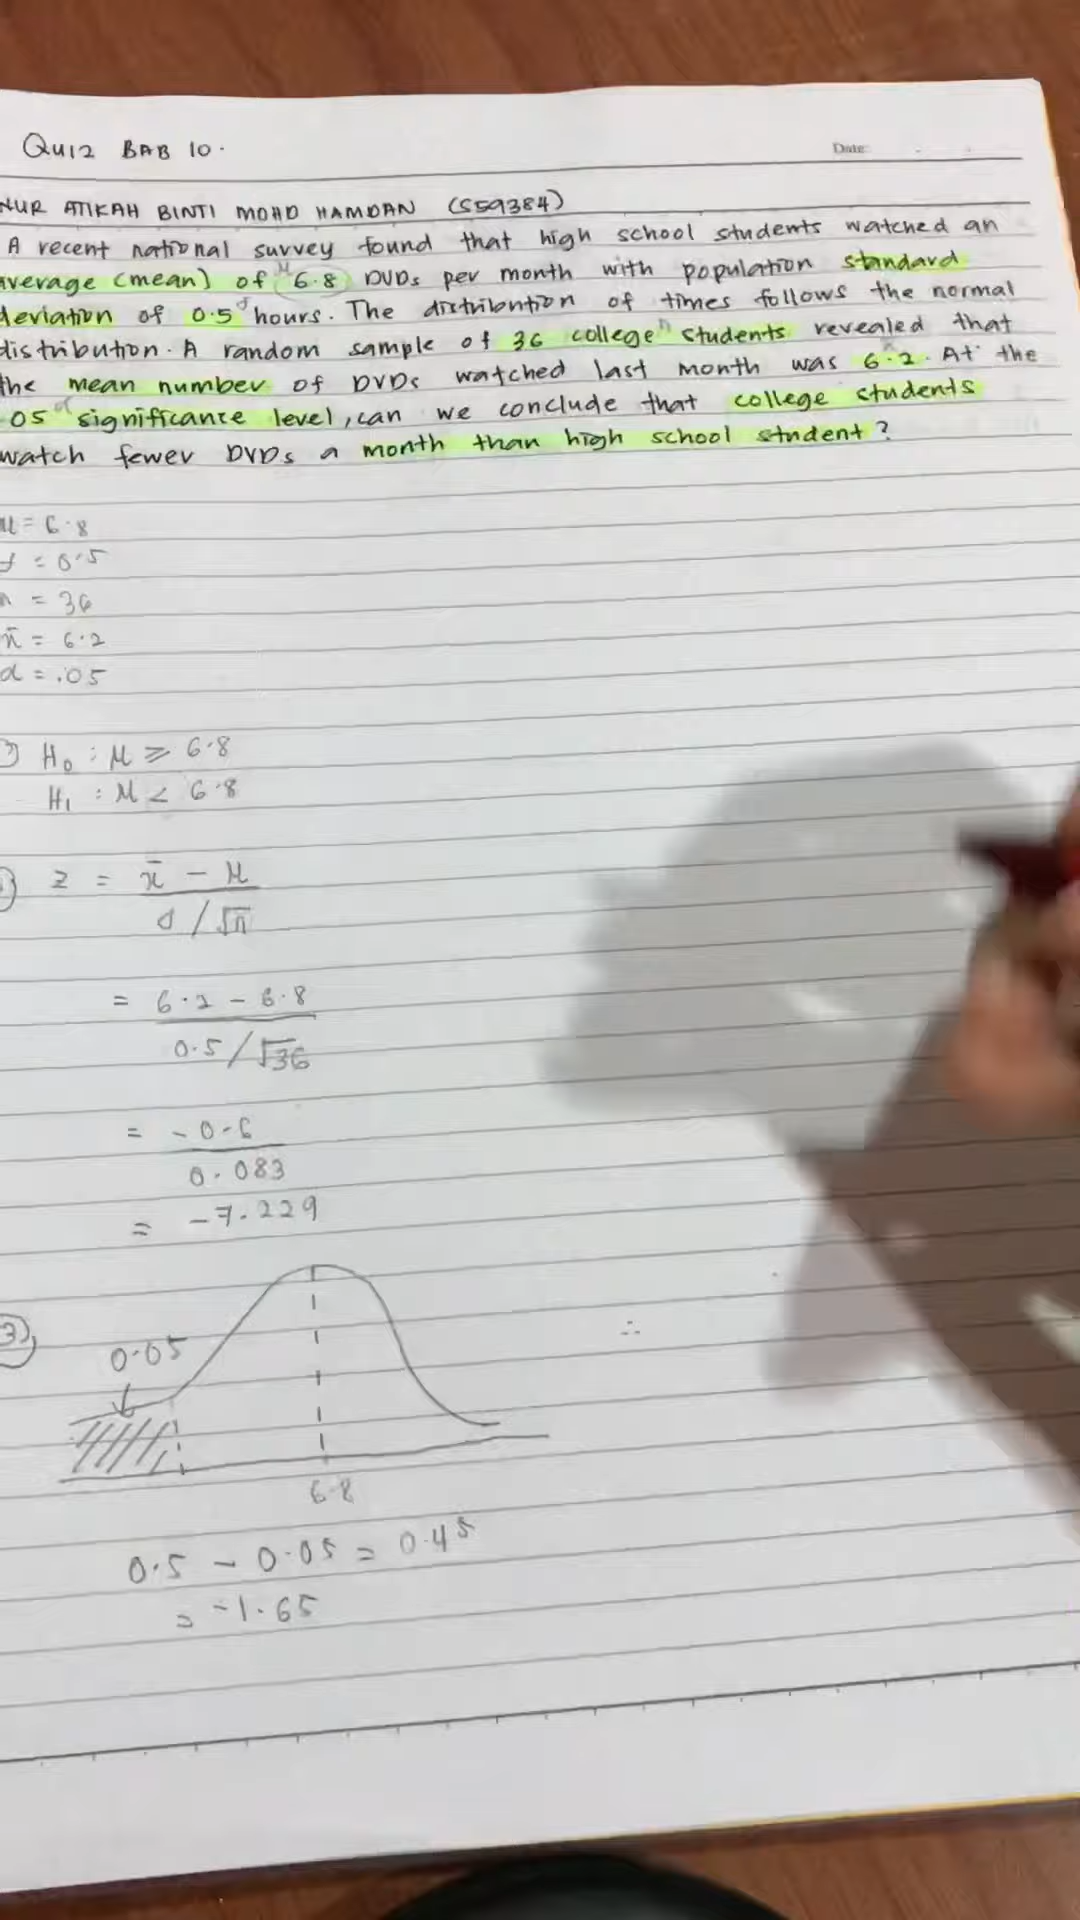 QUIZ BAB 10.
Date:
NUR ATIKAH BINTI MOHD HAMDAN (S59384)
A recent national survey found that high school students watched an
average (mean) of μ 6.8 DVDs per month with population standard
deviation of 0.5 σ hours. The distribution of times follows the normal
distribution. A random sample of 36 college n students revealed that
the mean number of DVDs watched last month was 6.2. At the
05 α significance level, can we conclude that college students
watch fewer DVDs a month than high school student?
μ = 6.8
σ = 0.5
n = 36
x̄ = 6.2
α = .05
H₀ : μ ≥ 6.8
H₁ : μ < 6.8
z = x̄ - μ
σ / √n
= 6.2 - 6.8
0.5 / √36
= -0.6
0.083
= -7.229
3)
0.05
∴
6.8
0.5 - 0.05 = 0.45
= -1.65